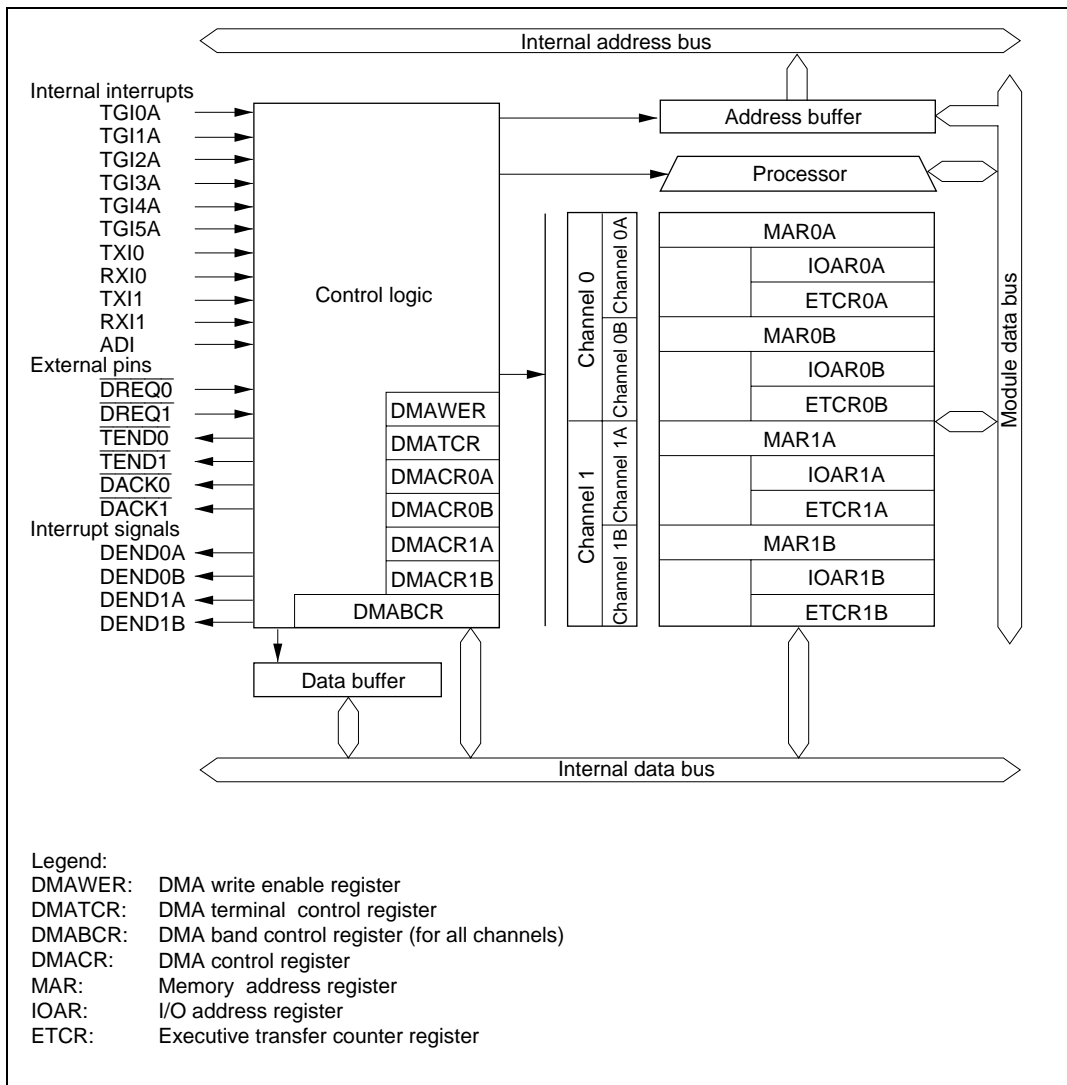 Internal address bus
Internal interrupts
TGI0A
TGI1A
TGI2A
TGI3A
TGI4A
TGI5A
TXI0
RXI0
TXI1
RXI1
ADI
External pins
DREQ0
DREQ1
TEND0
TEND1
DACK0
DACK1
Interrupt signals
DEND0A
DEND0B
DEND1A
DEND1B
Control logic
DMAWER
DMATCR
DMACR0A
DMACR0B
DMACR1A
DMACR1B
DMABCR
Data buffer
Address buffer
Processor
Channel 0
Channel 0A
Channel 0B
Channel 1
Channel 1A
Channel 1B
MAR0A
IOAR0A
ETCR0A
MAR0B
IOAR0B
ETCR0B
MAR1A
IOAR1A
ETCR1A
MAR1B
IOAR1B
ETCR1B
Module data bus
Internal data bus
Legend:
DMAWER: DMA write enable register
DMATCR: DMA terminal control register
DMABCR: DMA band control register (for all channels)
DMACR: DMA control register
MAR: Memory address register
IOAR: I/O address register
ETCR: Executive transfer counter register